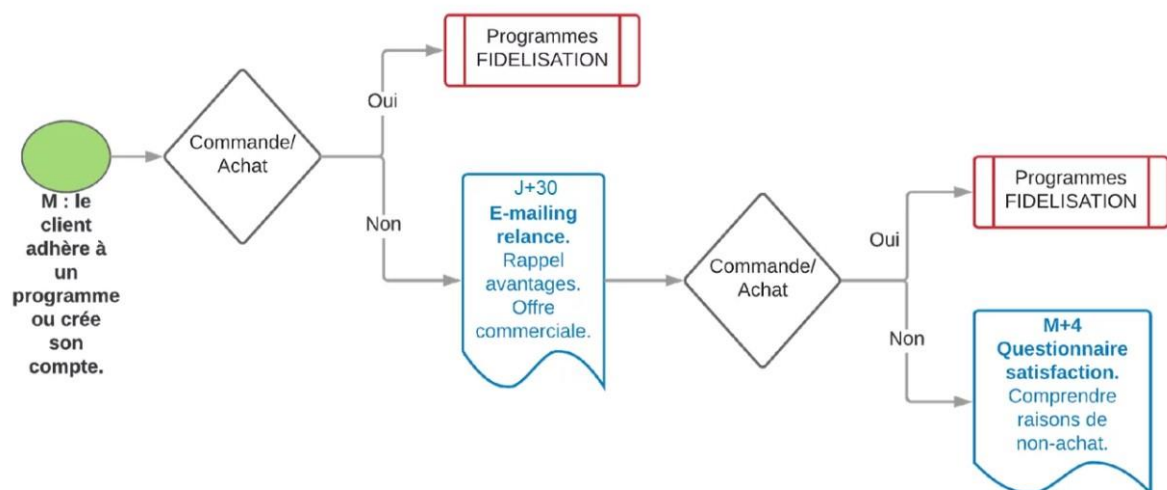 Programmes
FIDELISATION
Oui
Commande/
Achat
M : le
client
adhère à
un
programme
ou crée
son
compte.
Non
J+30
E-mailing
relance.
Rappel
avantages.
Offre
commerciale.
Commande/
Achat
Programmes
FIDELISATION
Oui
Non
M+4
Questionnaire
satisfaction.
Comprendre
raisons de
non-achat.